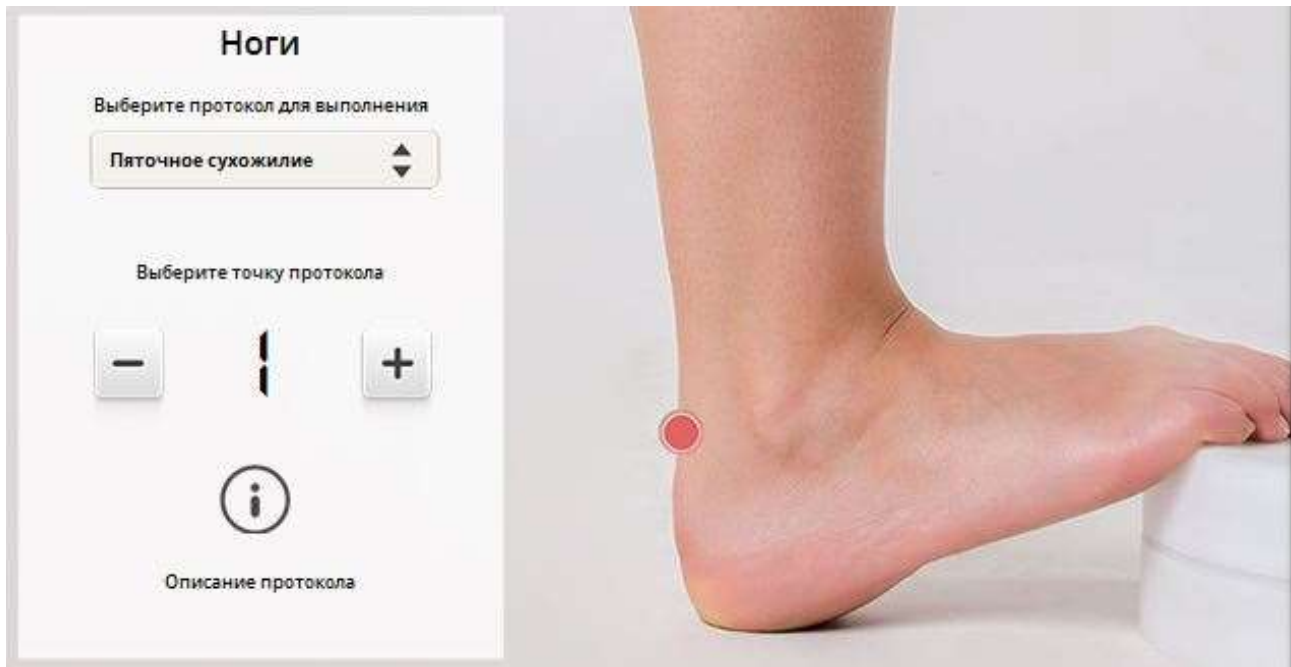 Ноги
Выберите протокол для выполнения
Пяточное сухожилие
Выберите точку протокола
1
Описание протокола